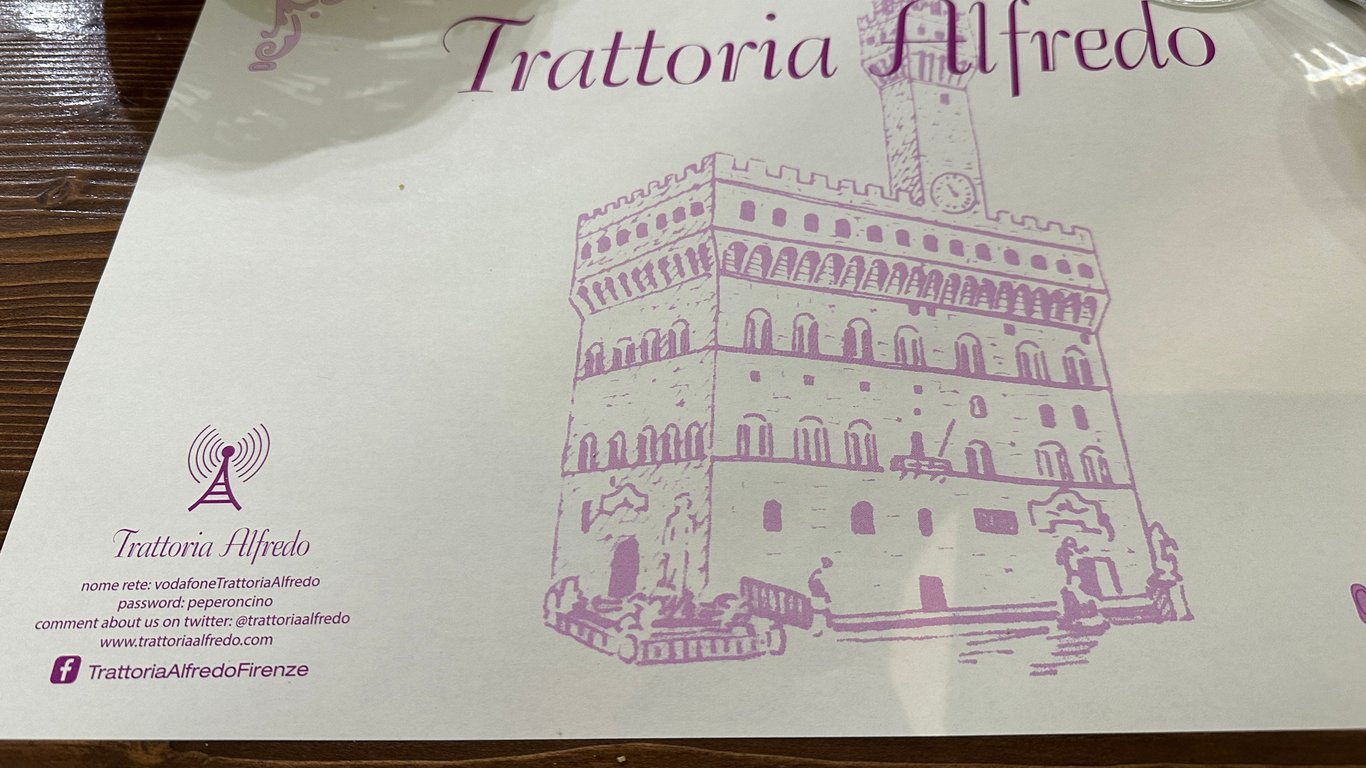 Trattoria Alfredo
Trattoria Alfredo
nome rete: vodafoneTrattoriaAlfredo
password: peperoncino
comment about us on twitter: @trattoriaalfredo
www.trattoriaalfredo.com
f TrattoriaAlfredoFirenze